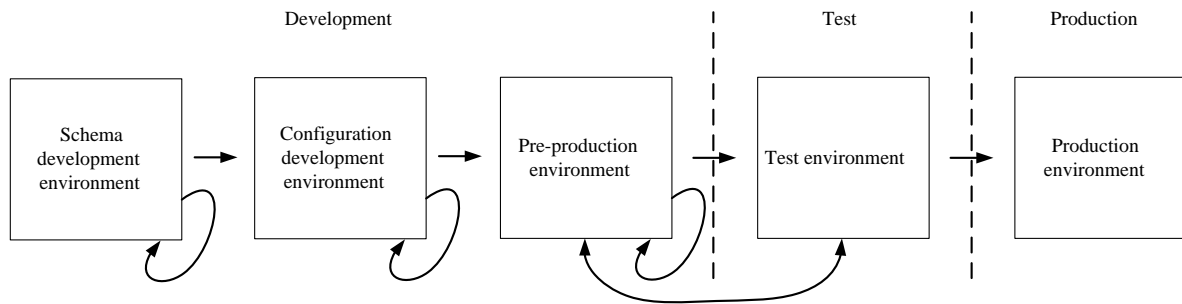 Development
Test
Production
Schema
development
environment
Configuration
development
environment
Pre-production
environment
Test environment
Production
environment